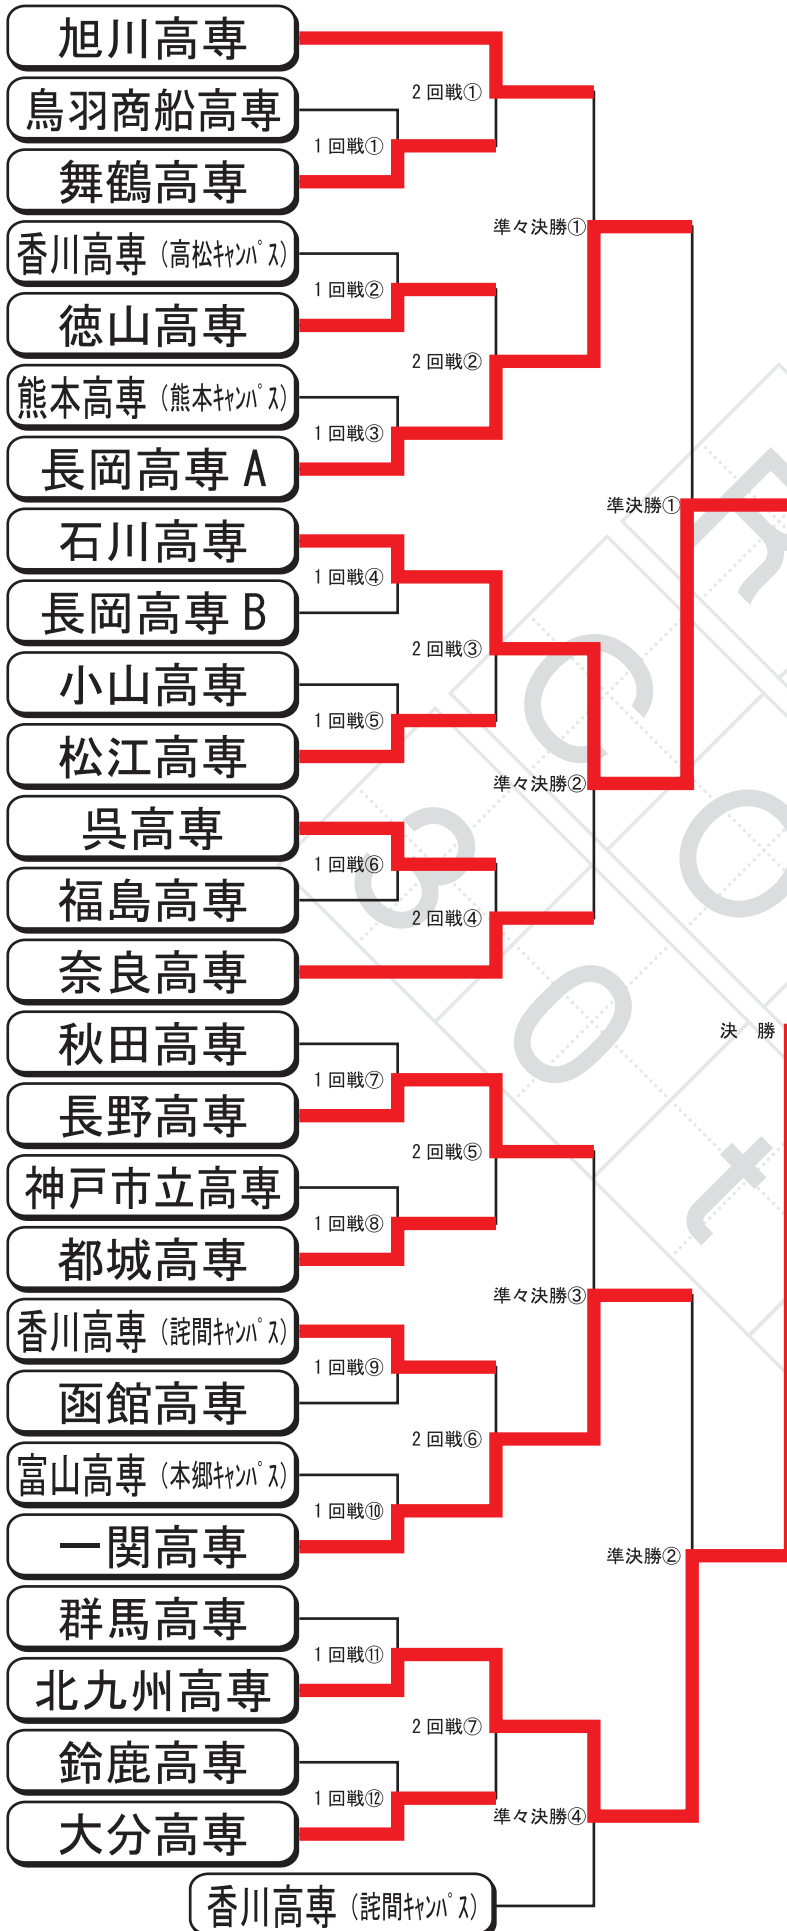 旭川高専
2回戦①
鳥羽商船高専
1回戦①
舞鶴高専
準々決勝①
香川高専（高松キャンパス）
1回戦②
徳山高専
2回戦②
熊本高専（熊本キャンパス）
1回戦③
長岡高専A
準決勝①
石川高専
1回戦④
長岡高専B
2回戦③
小山高専
1回戦⑤
松江高専
準々決勝②
呉高専
1回戦⑥
福島高専
2回戦④
奈良高専
決 勝
秋田高専
1回戦⑦
長野高専
2回戦⑤
神戸市立高専
1回戦⑧
都城高専
準々決勝③
香川高専（詫間キャンパス）
1回戦⑨
函館高専
2回戦⑥
富山高専（本郷キャンパス）
1回戦⑩
一関高専
準決勝②
群馬高専
1回戦⑪
北九州高専
2回戦⑦
鈴鹿高専
1回戦⑫
準々決勝④
大分高専
香川高専（詫間キャンパス）
R
C
O
3
0
t